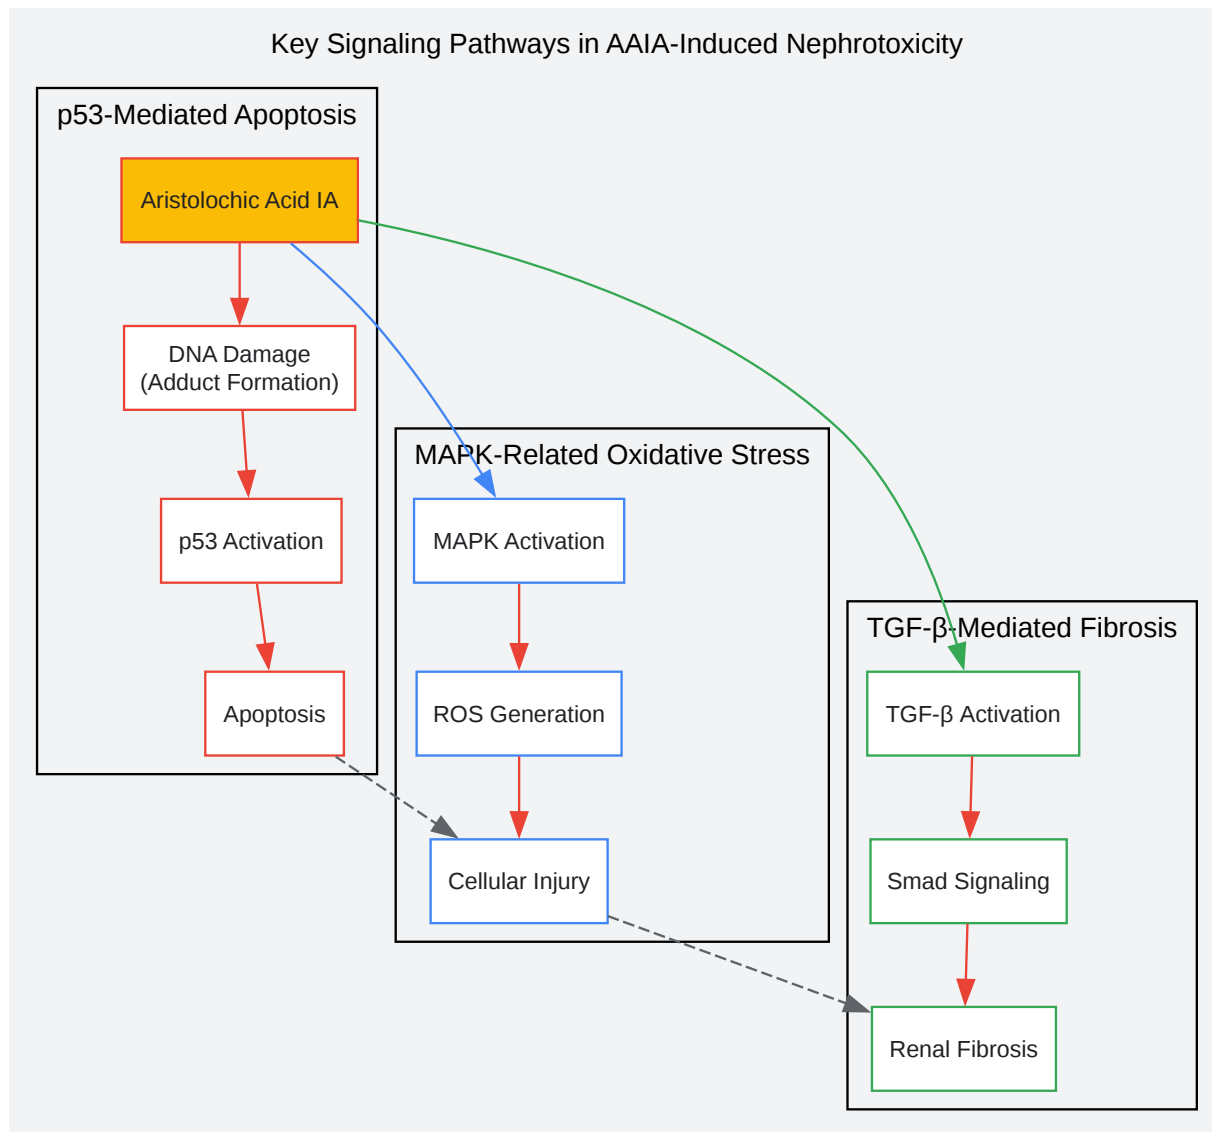 Key Signaling Pathways in AAIA-Induced Nephrotoxicity
p53-Mediated Apoptosis
Aristolochic Acid IA
DNA Damage
(Adduct Formation)
p53 Activation
Apoptosis
MAPK-Related Oxidative Stress
MAPK Activation
ROS Generation
Cellular Injury
TGF-β-Mediated Fibrosis
TGF-β Activation
Smad Signaling
Renal Fibrosis